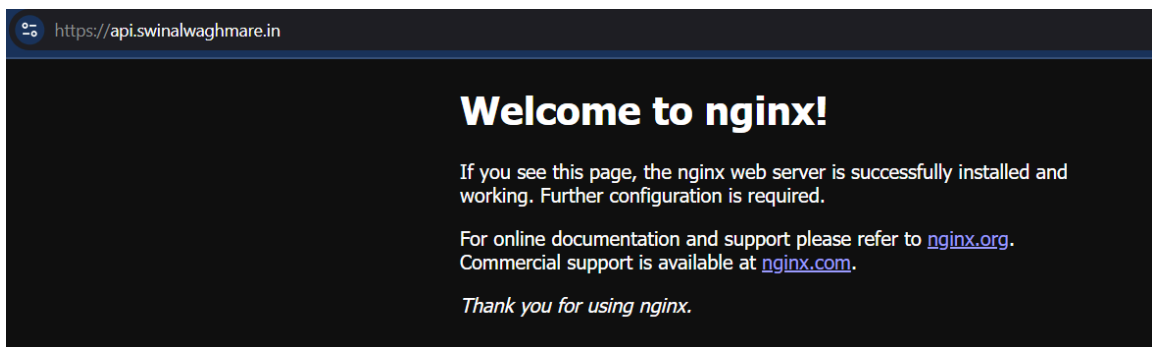 https://api.swinalwaghmare.in
Welcome to nginx!
If you see this page, the nginx web server is successfully installed and
working. Further configuration is required.
For online documentation and support please refer to nginx.org.
Commercial support is available at nginx.com.
Thank you for using nginx.